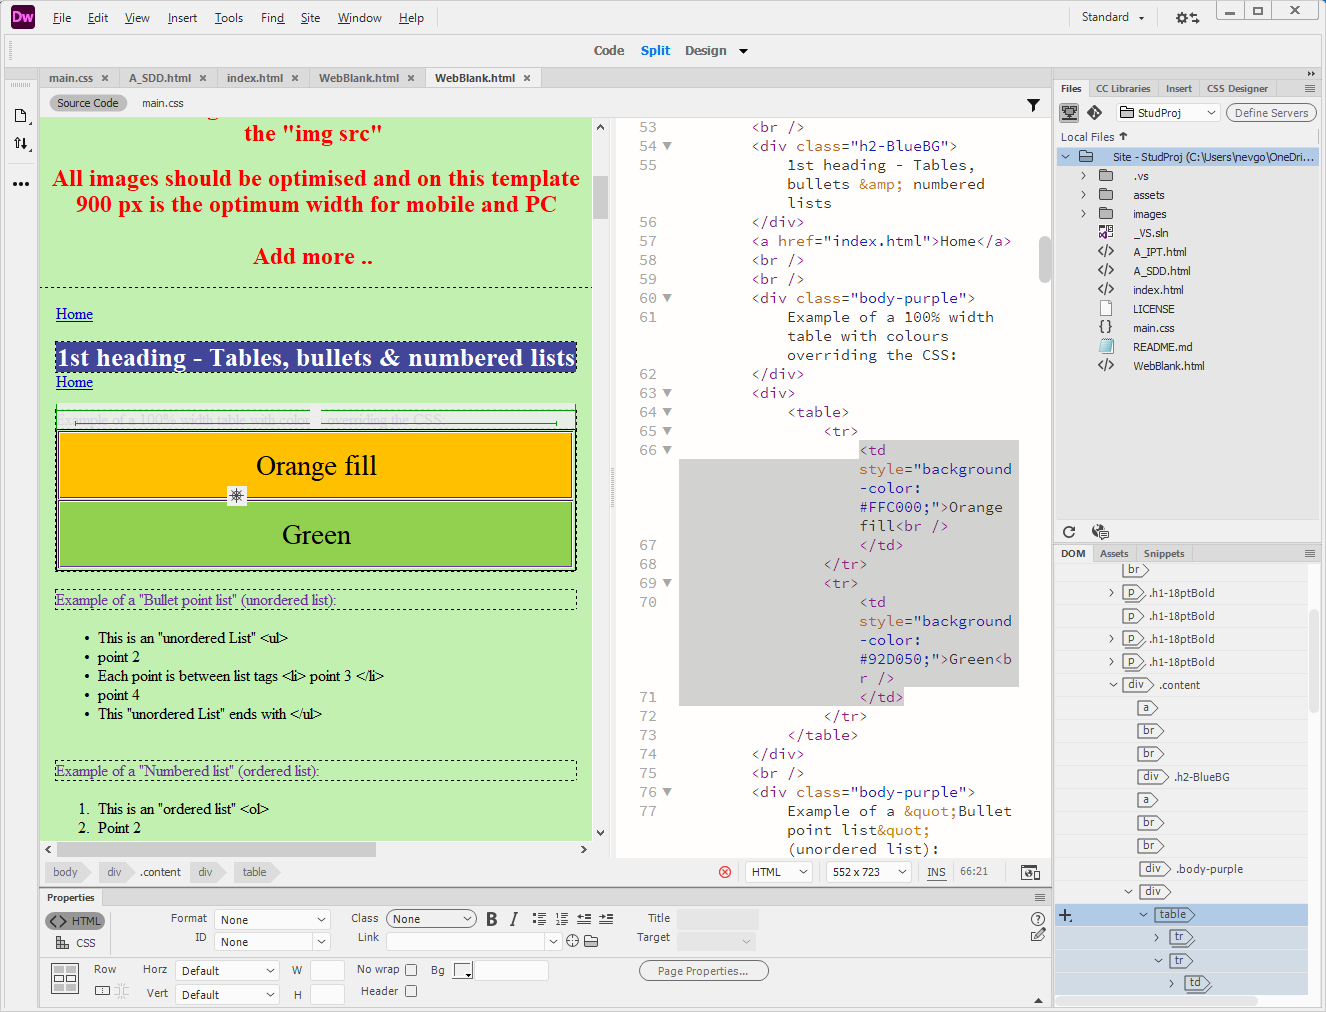 Dw File Edit View Insert Tools Find Site Window Help Standard
Code Split Design
main.css A_SDD.html index.html WebBlank.html WebBlank.html
Source Code main.css
the "img src"
All images should be optimised and on this template
900 px is the optimum width for mobile and PC
Add more ..
Home
1st heading - Tables, bullets & numbered lists
Home
Example of a 100% width table with colou overriding the CSS
Orange fill
Green
Example of a "Bullet point list" (unordered list):
• This is an "unordered List" <ul>
• point 2
• Each point is between list tags <li> point 3 </li>
• point 4
• This "unordered List" ends with </ul>
Example of a "Numbered list" (ordered list):
1. This is an "ordered list" <ol>
2. Point 2
53 <br />
54 <div class="h2-BlueBG">
55 1st heading - Tables,
bullets &amp; numbered
lists
56 </div>
57 <a href="index.html">Home</a>
58 <br />
59 <br />
60 <div class="body-purple">
61 Example of a 100% width
table with colours
overriding the CSS:
62 </div>
63 <div>
64 <table>
65 <tr>
66 <td
style="background
-color:
#FFC000;">Orange
fill<br />
67 </td>
68 </tr>
69 <tr>
70 <td
style="background
-color:
#92D050;">Green<b
r />
71 </td>
72 </tr>
73 </table>
74 </div>
75 <br />
76 <div class="body-purple">
77 Example of a &quot;Bullet
point list&quot;
(unordered list):
body div .content div table
HTML 552 x 723 INS 66:21
Files CC Libraries Insert CSS Designer
StudProj Define Servers
Local Files
Site - StudProj (C:\Users\nevgo\OneDri...
.vs
assets
images
_VS.sln
A_IPT.html
A_SDD.html
index.html
LICENSE
main.css
README.md
WebBlank.html
DOM Assets Snippets
br
p .h1-18ptBold
p .h1-18ptBold
p .h1-18ptBold
p .h1-18ptBold
div .content
a
br
br
div .h2-BlueBG
a
br
br
div .body-purple
div
table
tr
tr
td
Properties
HTML Format None Class None B I Title
CSS ID None Link Target
Row Horz Default W No wrap Bg Page Properties...
Vert Default H Header